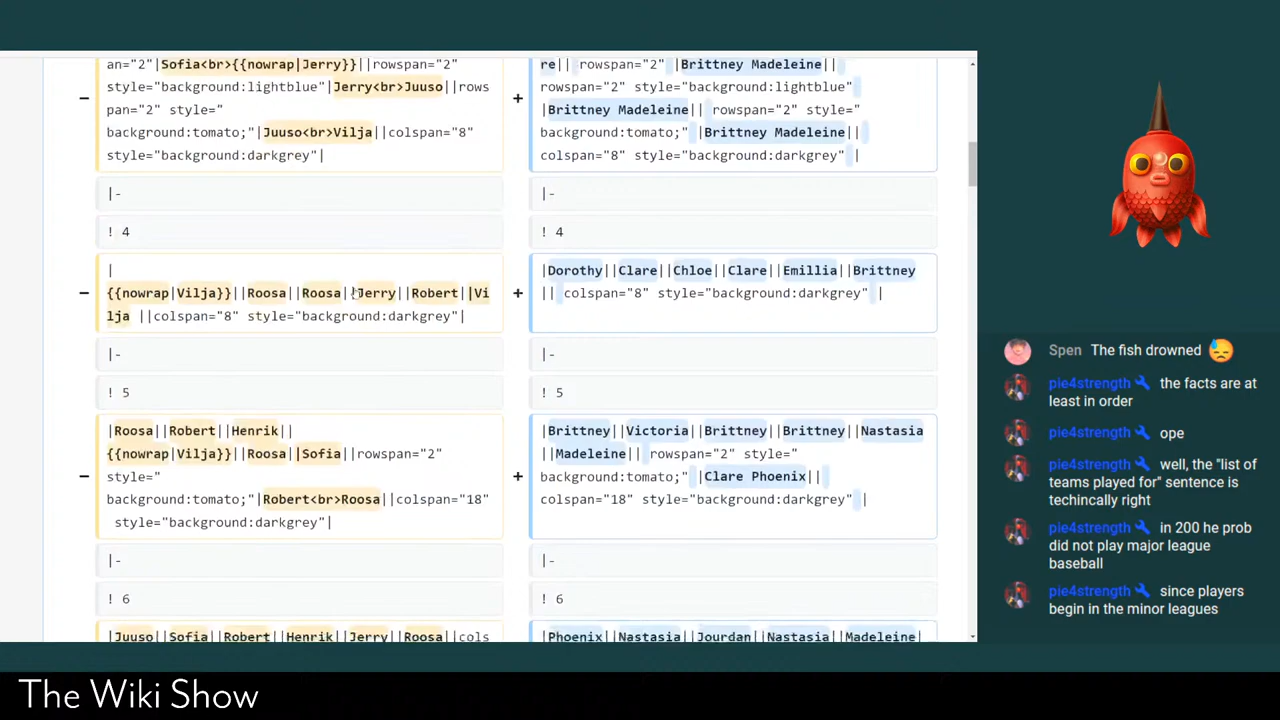 an="2"|Sofia<br>{{nowrap|Jerry}}||rowspan="2"
style="background:lightblue"|Jerry<br>Juuso||rows
pan="2" style="
background:tomato;"|Juuso<br>Vilja||colspan="8"
style="background:darkgrey"|
re|| rowspan="2" |Brittney Madeleine||
rowspan="2" style="background:lightblue"
|Brittney Madeleine|| rowspan="2" style="
background:tomato;" |Brittney Madeleine||
colspan="8" style="background:darkgrey" |
−
+
|-
|-
! 4
! 4
|
{{nowrap|Vilja}}||Roosa||Roosa||Jerry||Robert||Vi
lja ||colspan="8" style="background:darkgrey"|
|Dorothy||Clare||Chloe||Clare||Emillia||Brittney
|| colspan="8" style="background:darkgrey" |
−
+
|-
|-
! 5
! 5
|Roosa||Robert||Henrik||
{{nowrap|Vilja}}||Roosa||Sofia||rowspan="2"
style="
background:tomato;"|Robert<br>Roosa||colspan="18"
style="background:darkgrey"|
|Brittney||Victoria||Brittney||Brittney||Nastasia
||Madeleine|| rowspan="2" style="
background:tomato;" |Clare Phoenix||
colspan="18" style="background:darkgrey" |
−
+
|-
|-
! 6
! 6
|Juuso||Sofia||Robert||Henrik||Jerry||Roosa||cols
|Phoenix||Nastasia||Jourdan||Nastasia||Madeleine|
Spen The fish drowned 😓
pie4strength the facts are at
least in order
pie4strength ope
pie4strength well, the "list of
teams played for" sentence is
techincally right
pie4strength in 200 he prob
did not play major league
baseball
pie4strength since players
begin in the minor leagues
The Wiki Show